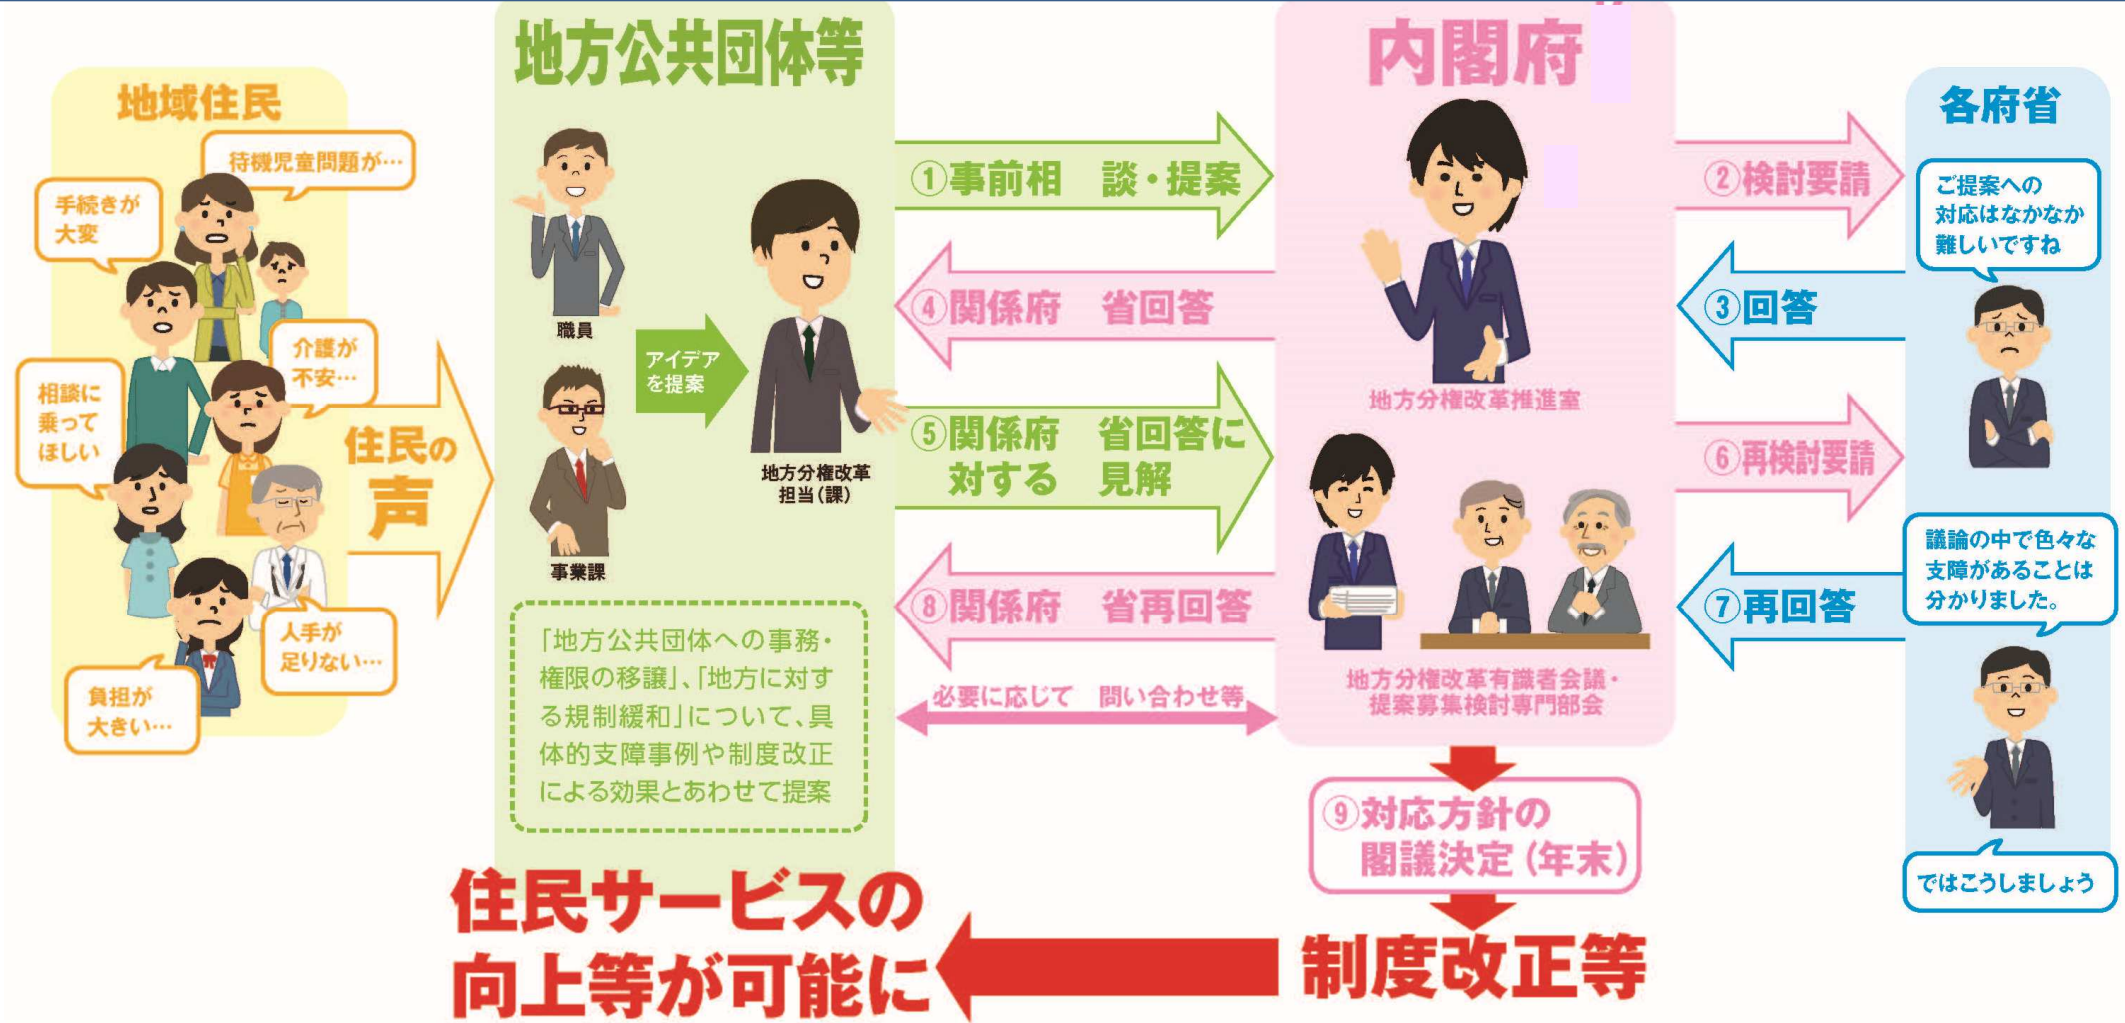 地域住民
待機児童問題が…
手続きが
大変
介護が
不安…
相談に
乗って
ほしい
人手が
足りない…
負担が
大きい…
住民の
声
地方公共団体等
職員
アイデア
を提案
事業課
地方分権改革
担当（課）
「地方公共団体への事務・
権限の移譲」、「地方に対す
る規制緩和」について、具
体的支障事例や制度改正
による効果とあわせて提案
①事前相 談・提案
④関係府 省回答
⑤関係府 省回答に
対する 見解
⑧関係府 省再回答
必要に応じて 問い合わせ等
内閣府
地方分権改革推進室
地方分権改革有識者会議・
提案募集検討専門部会
②検討要請
③回答
⑥再検討要請
⑦再回答
各府省
ご提案への
対応はなかなか
難しいですね
議論の中で色々な
支障があることは
分かりました。
ではこうしましょう
⑨対応方針の
閣議決定（年末）
制度改正等
住民サービスの
向上等が可能に